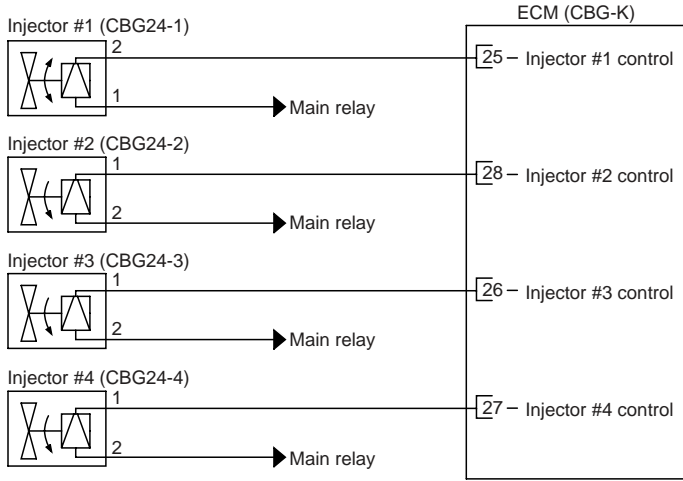 ECM (CBG-K)
Injector #1 (CBG24-1)
2
25 – Injector #1 control
1
Main relay
Injector #2 (CBG24-2)
1
28 – Injector #2 control
2
Main relay
Injector #3 (CBG24-3)
1
26 – Injector #3 control
2
Main relay
Injector #4 (CBG24-4)
1
27 – Injector #4 control
2
Main relay